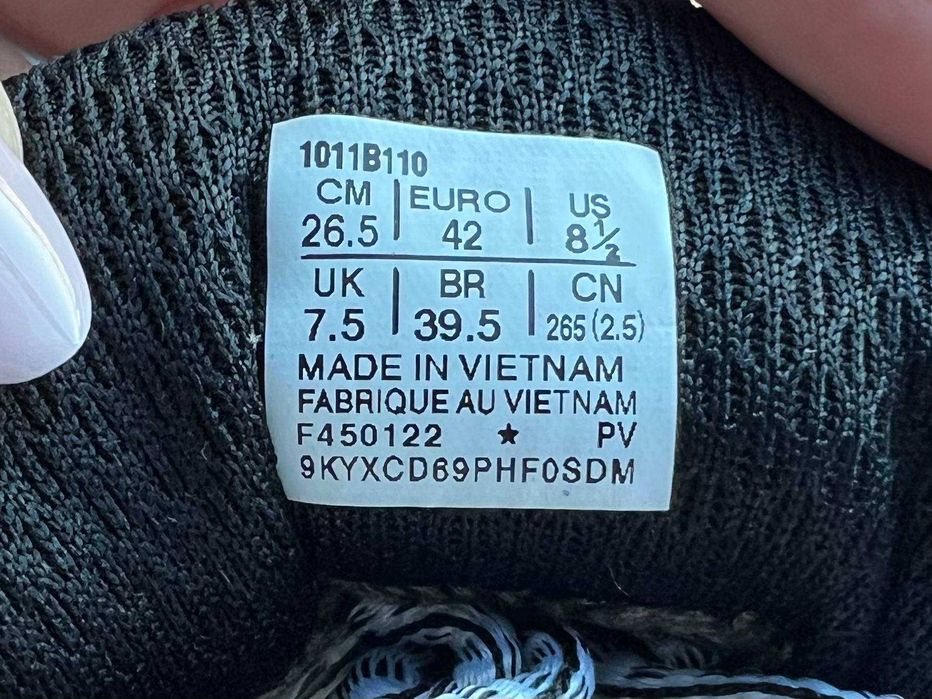 1011B110
CM | EURO | US
26.5 | 42 | 8½
UK | BR | CN
7.5 | 39.5 | 265(2.5)
MADE IN VIETNAM
FABRIQUE AU VIETNAM
F450122 ★ PV
9KYXCD69PHF0SDM